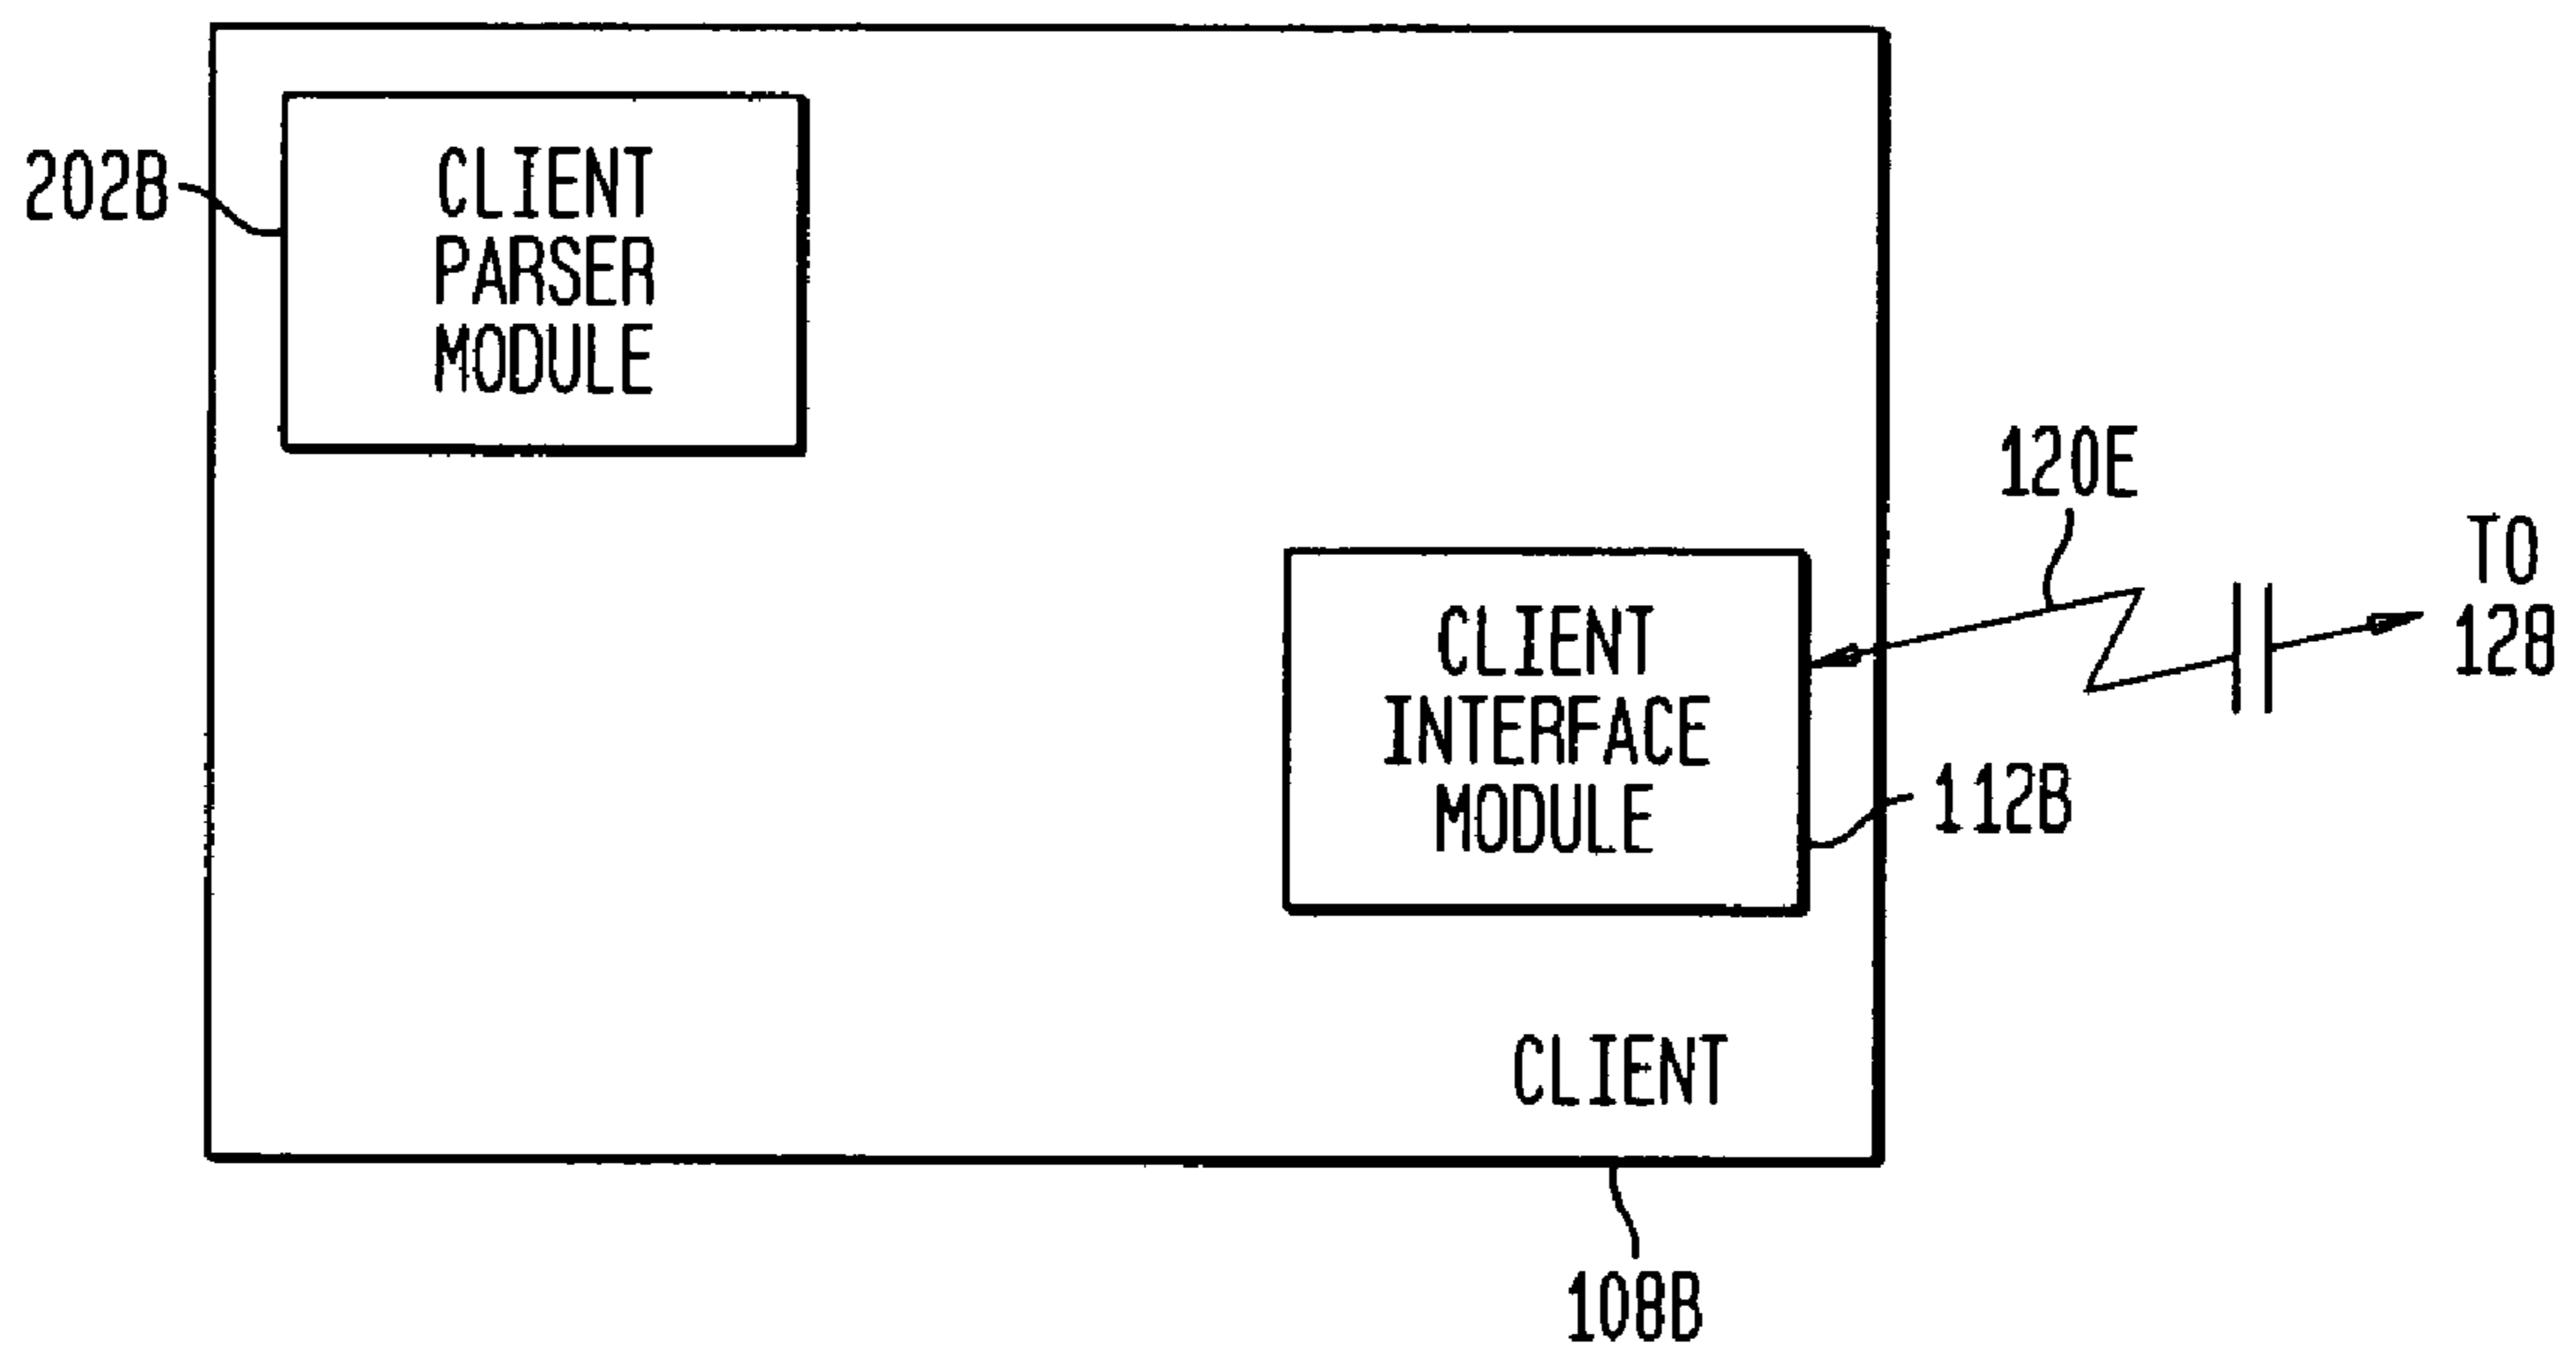 202B
CLIENT
PARSER
MODULE
120E
TO
128
CLIENT
INTERFACE
MODULE
112B
CLIENT
108B